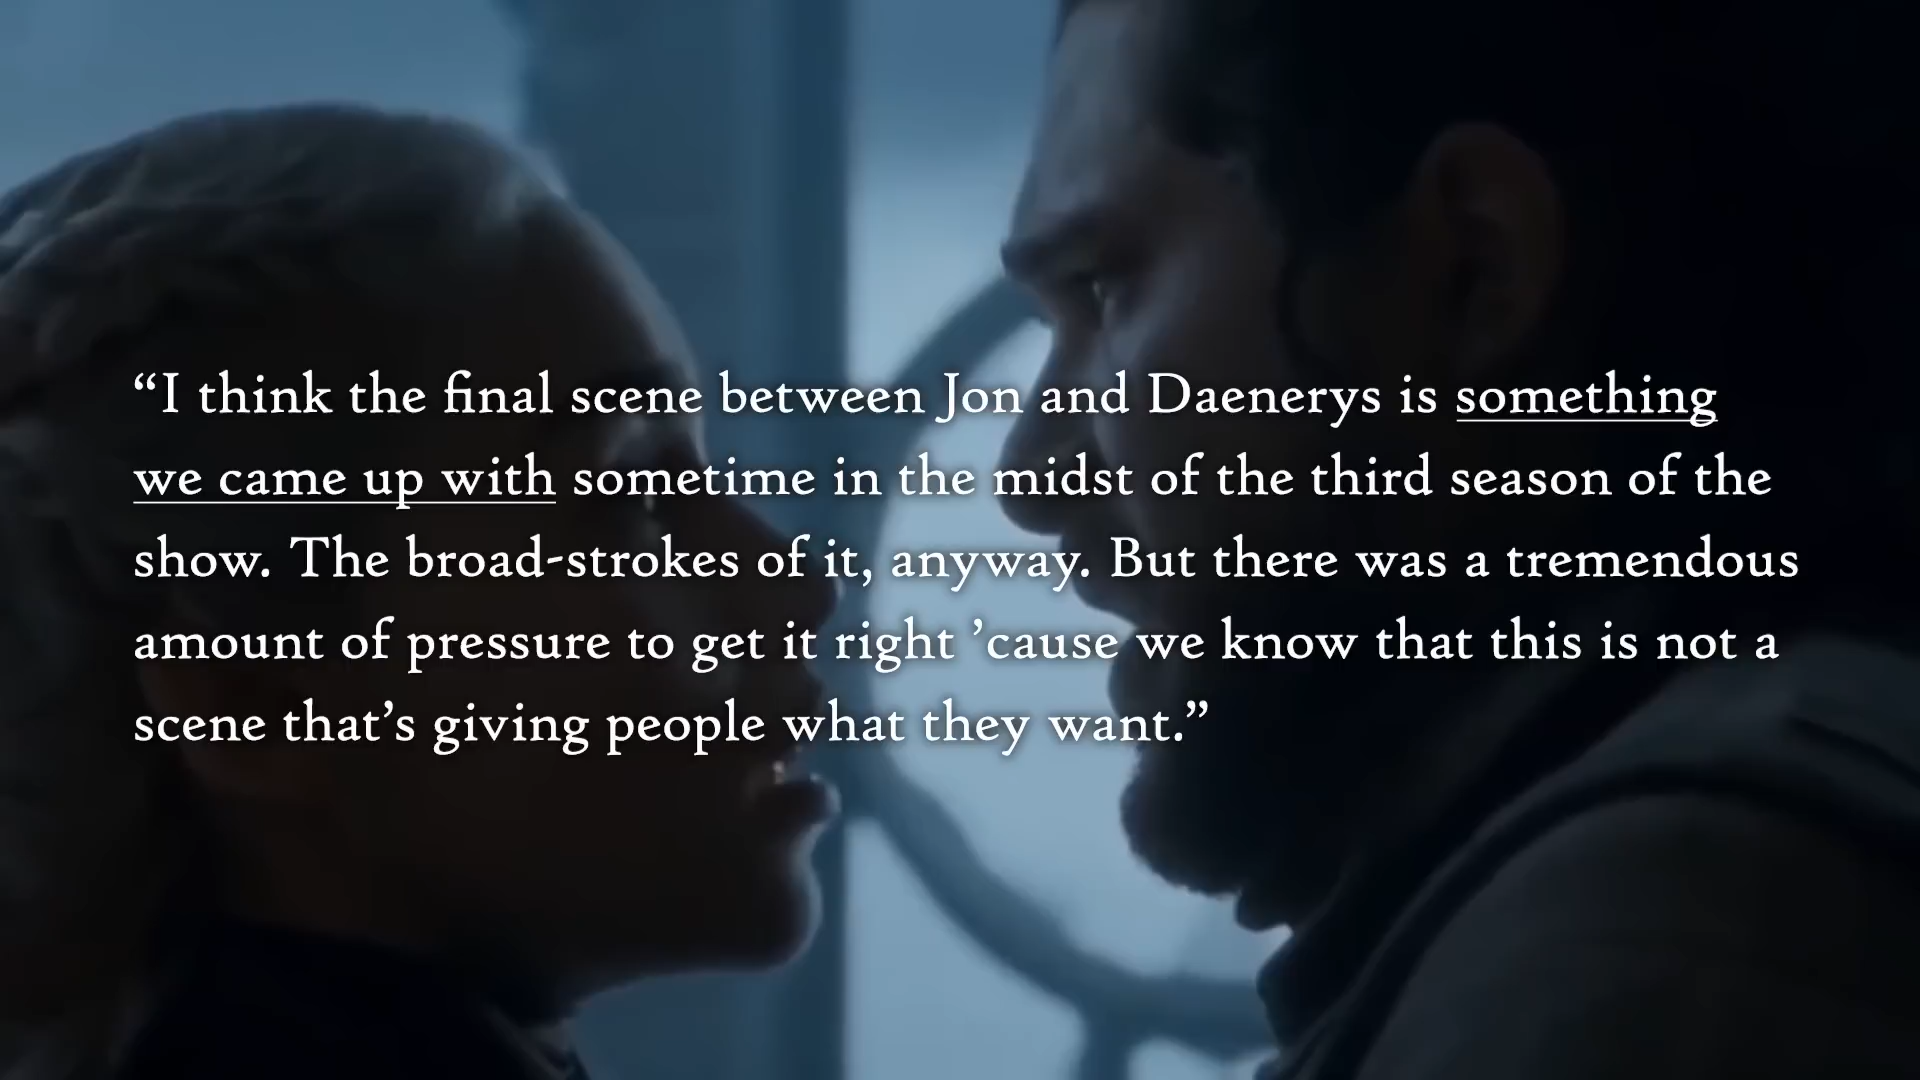 “I think the final scene between Jon and Daenerys is something
we came up with sometime in the midst of the third season of the
show. The broad-strokes of it, anyway. But there was a tremendous
amount of pressure to get it right ’cause we know that this is not a
scene that’s giving people what they want.”